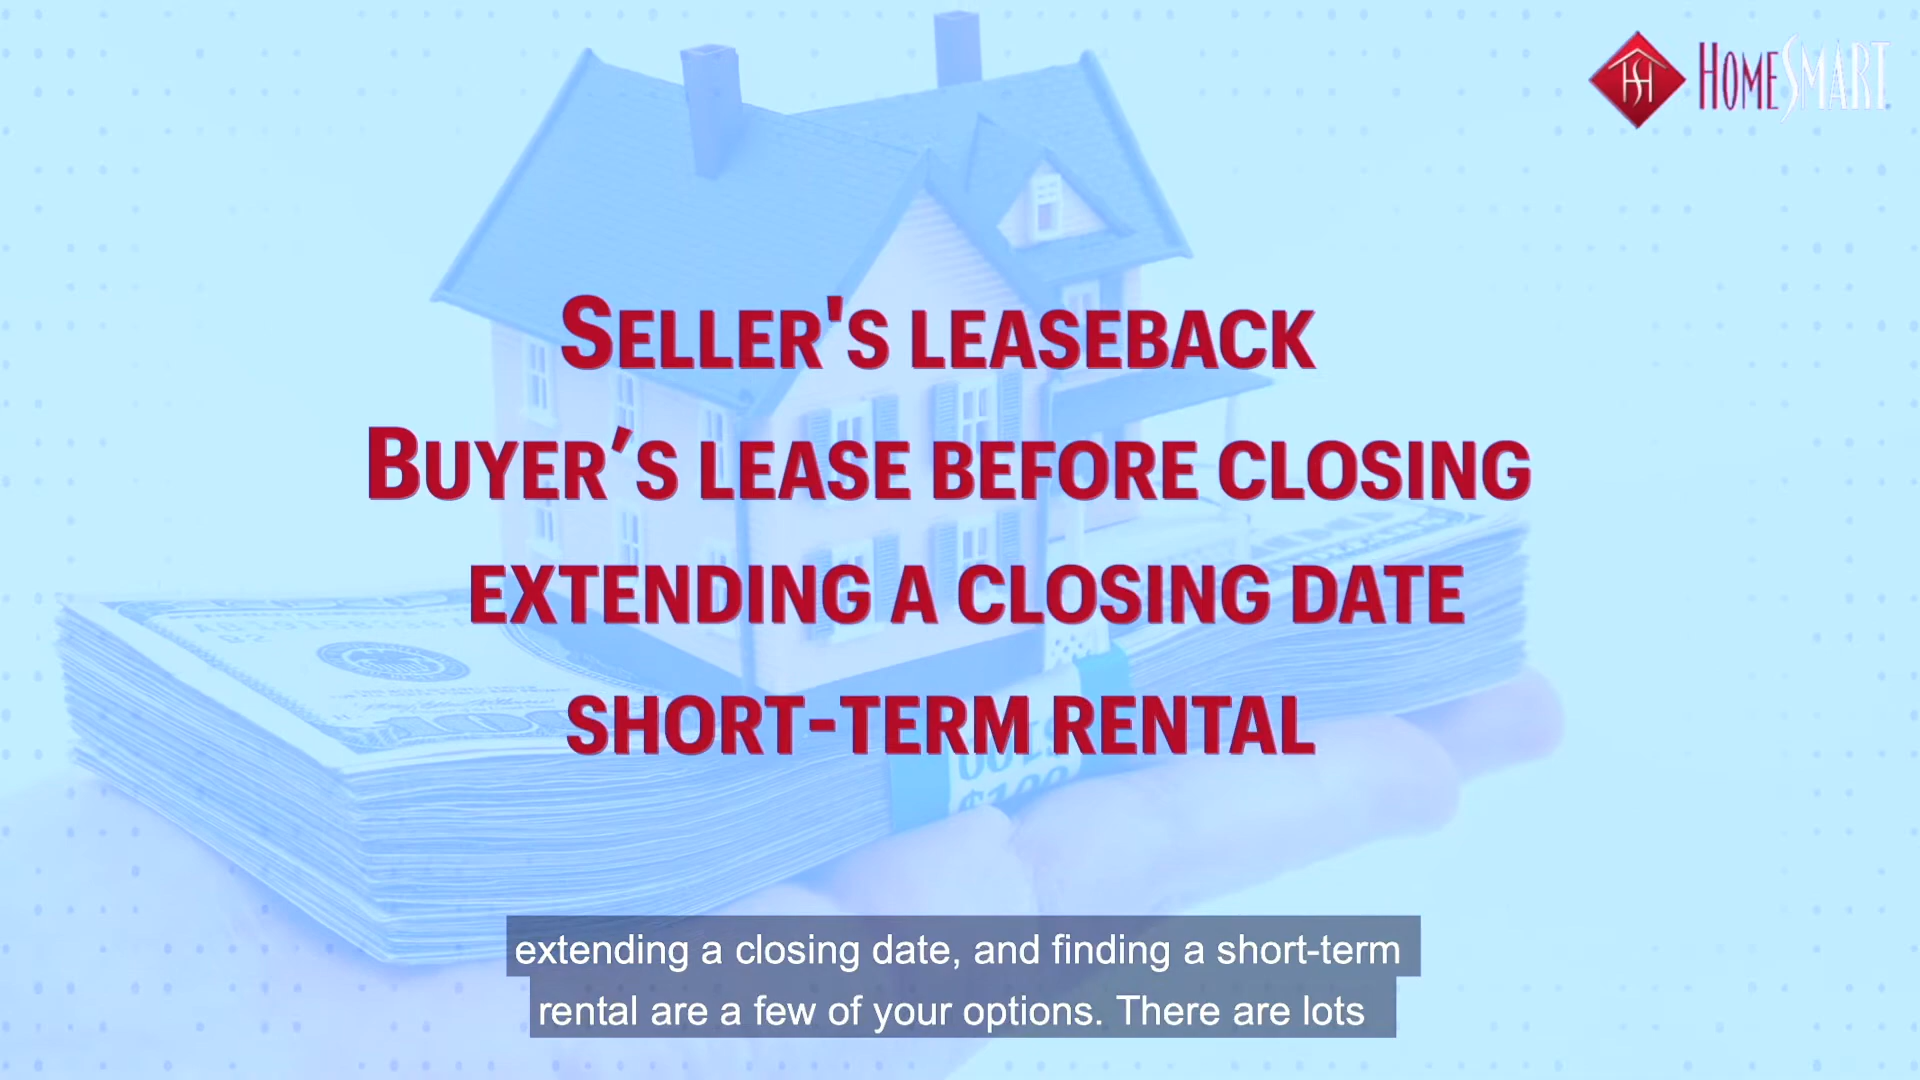 HOMESMART
SELLER'S LEASEBACK
BUYER’S LEASE BEFORE CLOSING
EXTENDING A CLOSING DATE
SHORT-TERM RENTAL
extending a closing date, and finding a short-term
rental are a few of your options. There are lots